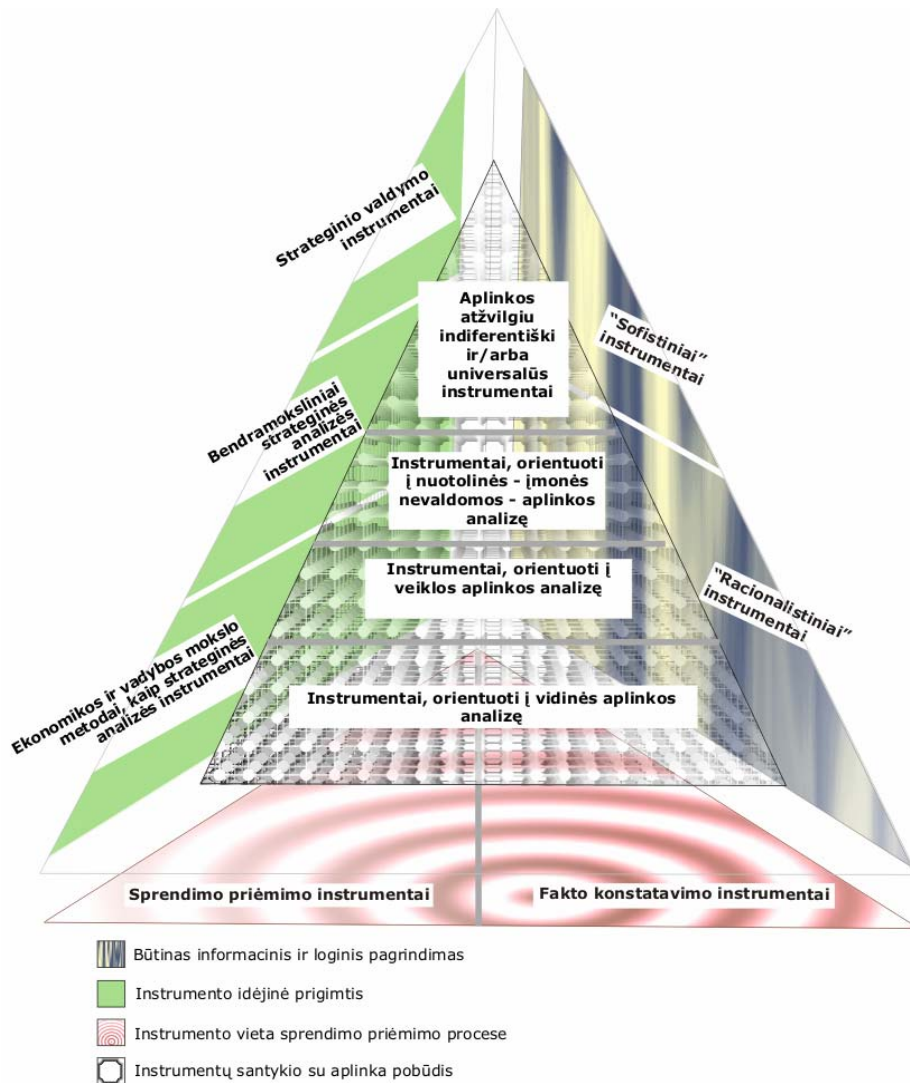 Strateginio valdymo
instrumentai
Aplinkos
atžvilgiu
indiferentiški
ir/arba
universalūs
instrumentai
“Sofistiniai”
instrumentai
Bendramoksliniai
strateginės
analizės
instrumentai
Instrumentai, orientuoti
į nuotolinės - įmonės
nevaldomos - aplinkos
analizę
Instrumentai, orientuoti į
veiklos aplinkos analizę
“Racionalistiniai”
instrumentai
Ekonomikos ir vadybos mokslo
metodai, kaip strateginės
analizės instrumentai
Instrumentai, orientuoti į vidinės aplinkos
analizę
Sprendimo priėmimo instrumentai
Fakto konstatavimo instrumentai
Būtinas informacinis ir loginis pagrindimas
Instrumento idėjinė prigimtis
Instrumento vieta sprendimo priėmimo procese
Instrumentų santykio su aplinka pobūdis